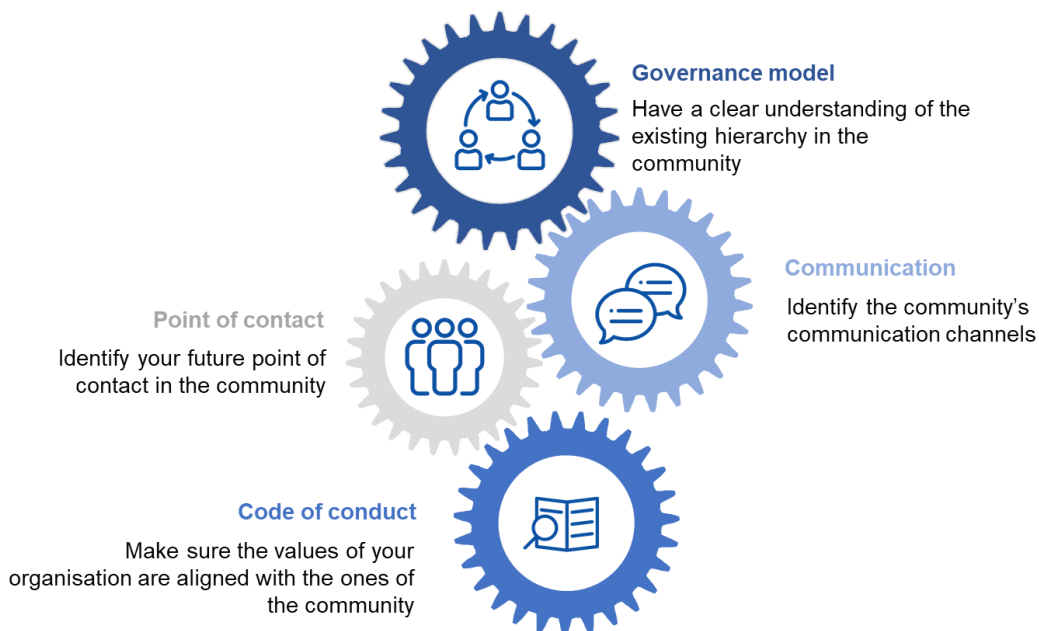 Governance model
Have a clear understanding of the
existing hierarchy in the
community
Communication
Identify the community’s
communication channels
Point of contact
Identify your future point of
contact in the community
Code of conduct
Make sure the values of your
organisation are aligned with the ones of
the community